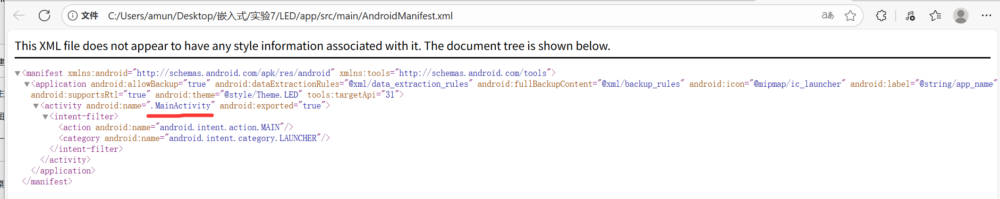 文件 C:/Users/amun/Desktop/嵌入式/实验7/LED/app/src/main/AndroidManifest.xml aあ
This XML file does not appear to have any style information associated with it. The document tree is shown below.
▼<manifest xmlns:android="http://schemas.android.com/apk/res/android" xmlns:tools="http://schemas.android.com/tools">
▼<application android:allowBackup="true" android:dataExtractionRules="@xml/data_extraction_rules" android:fullBackupContent="@xml/backup_rules" android:icon="@mipmap/ic_launcher" android:label="@string/app_name"
android:supportsRtl="true" android:theme="@style/Theme.LED" tools:targetApi="31">
▼<activity android:name=".MainActivity" android:exported="true">
▼<intent-filter>
<action android:name="android.intent.action.MAIN"/>
<category android:name="android.intent.category.LAUNCHER"/>
</intent-filter>
</activity>
</application>
</manifest>